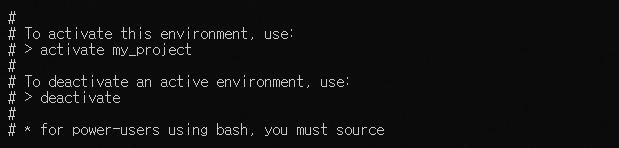 #
# To activate this environment, use:
# > activate my_project
#
# To deactivate an active environment, use:
# > deactivate
#
# * for power-users using bash, you must source